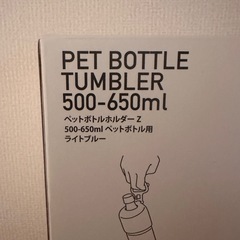 PET BOTTLE
TUMBLER
500-650ml
ペットボトルホルダー Z
500-650ml ペットボトル用
ライトブルー